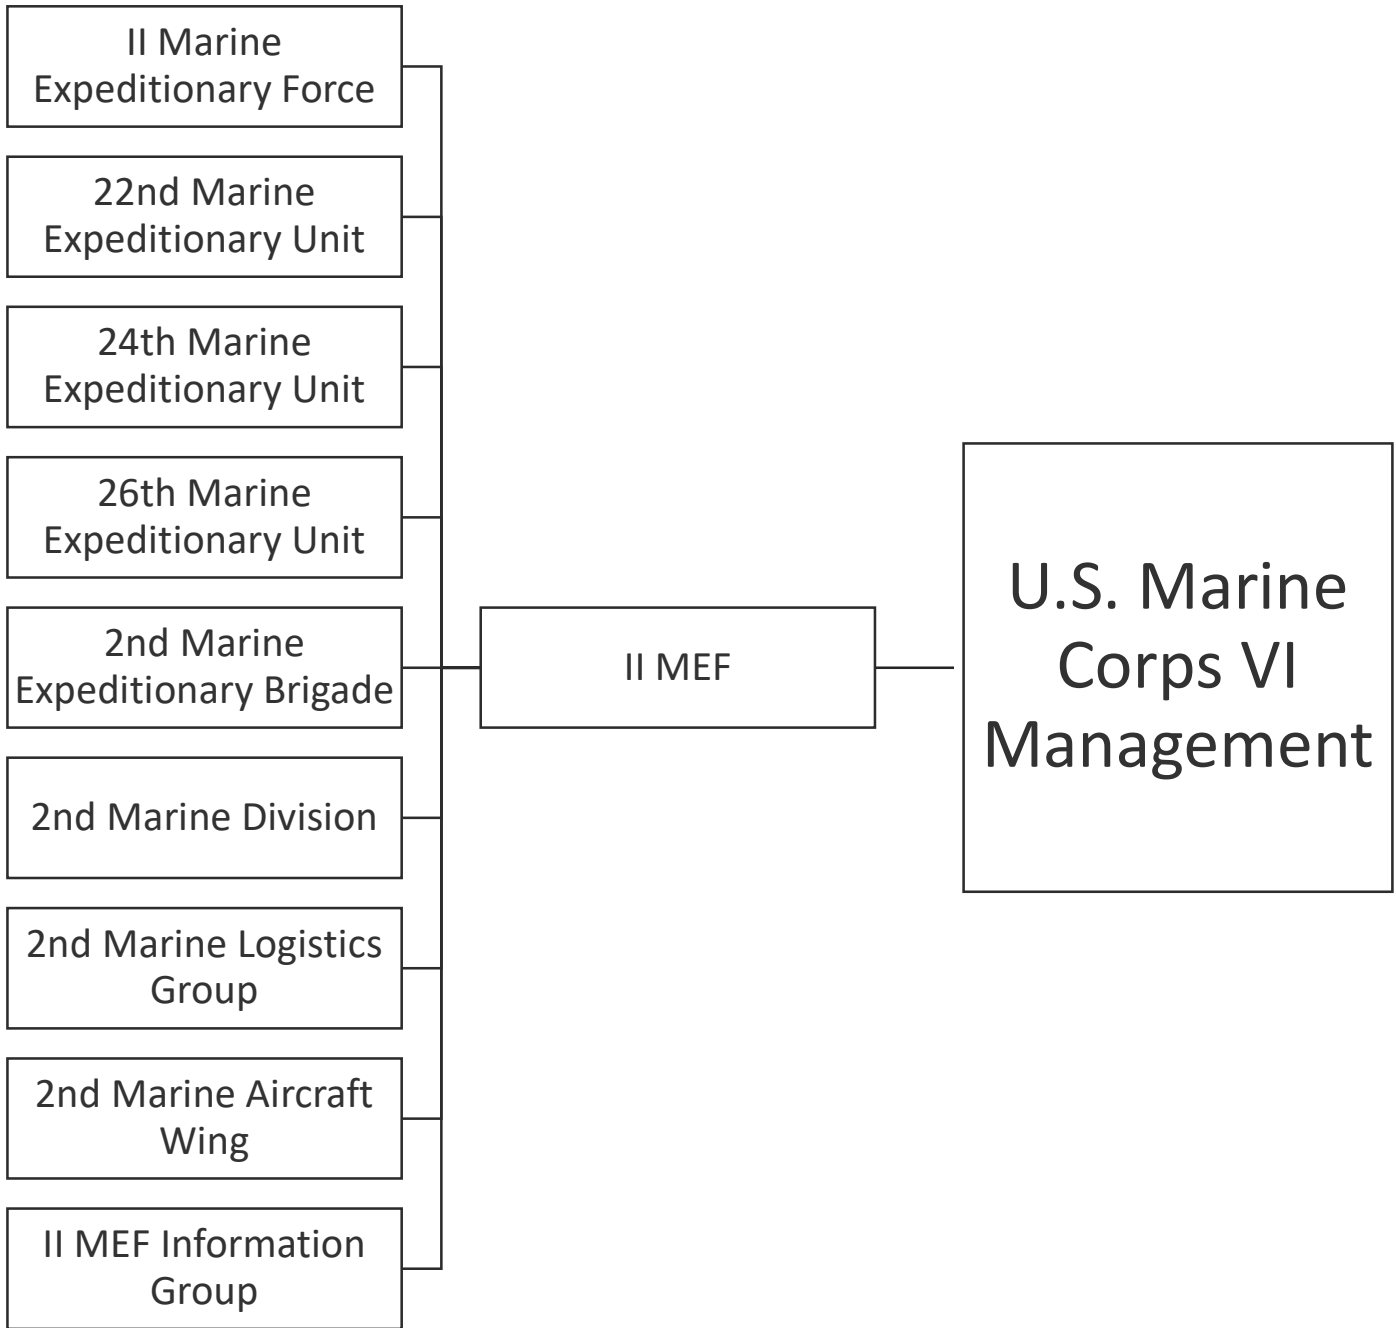 II Marine
Expeditionary Force
22nd Marine
Expeditionary Unit
24th Marine
Expeditionary Unit
26th Marine
Expeditionary Unit
2nd Marine
Expeditionary Brigade
2nd Marine Division
2nd Marine Logistics
Group
2nd Marine Aircraft
Wing
II MEF Information
Group
II MEF
U.S. Marine
Corps VI
Management